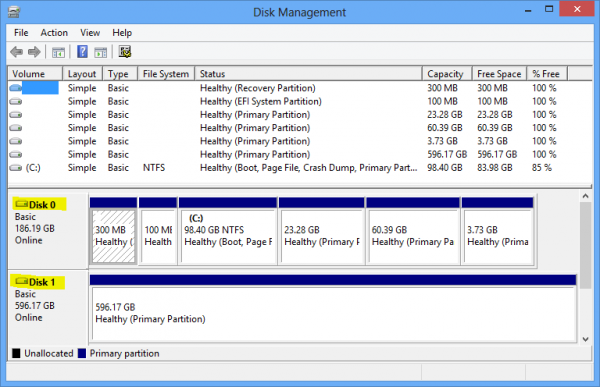 Disk Management
File Action View Help
Volume Layout Type File System Status Capacity Free Space % Free
Simple Basic Healthy (Recovery Partition) 300 MB 300 MB 100 %
Simple Basic Healthy (EFI System Partition) 100 MB 100 MB 100 %
Simple Basic Healthy (Primary Partition) 23.28 GB 23.28 GB 100 %
Simple Basic Healthy (Primary Partition) 60.39 GB 60.39 GB 100 %
Simple Basic Healthy (Primary Partition) 3.73 GB 3.73 GB 100 %
Simple Basic Healthy (Primary Partition) 596.17 GB 596.17 GB 100 %
(C:) Simple Basic NTFS Healthy (Boot, Page File, Crash Dump, Primary Part... 98.40 GB 83.98 GB 85 %
Disk 0
Basic
186.19 GB
Online
300 MB
Healthy (
100 MB
Health
(C:)
98.40 GB NTFS
Healthy (Boot, Page F
23.28 GB
Healthy (Primary F
60.39 GB
Healthy (Primary Pa
3.73 GB
Healthy (Prima
Disk 1
Basic
596.17 GB
Online
596.17 GB
Healthy (Primary Partition)
Unallocated Primary partition